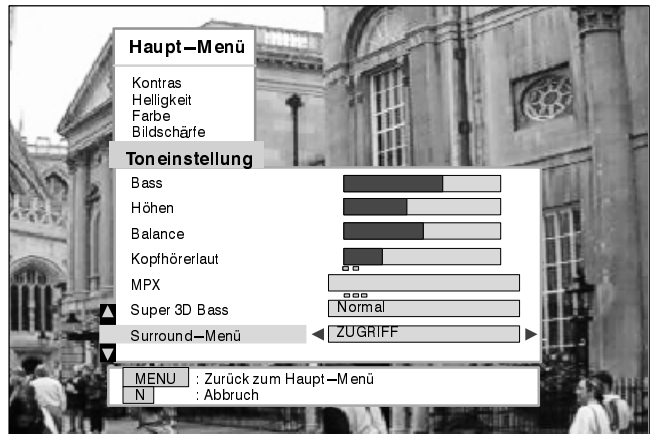 Haupt–Menü
Kontras
Helligkeit
Farbe
Bildschärfe
Toneinstellung
Bass
Höhen
Balance
Kopfhörerlaut
MPX
Super 3D Bass Normal
Surround–Menü ZUGRIFF
MENU : Zurück zum Haupt–Menü
N : Abbruch